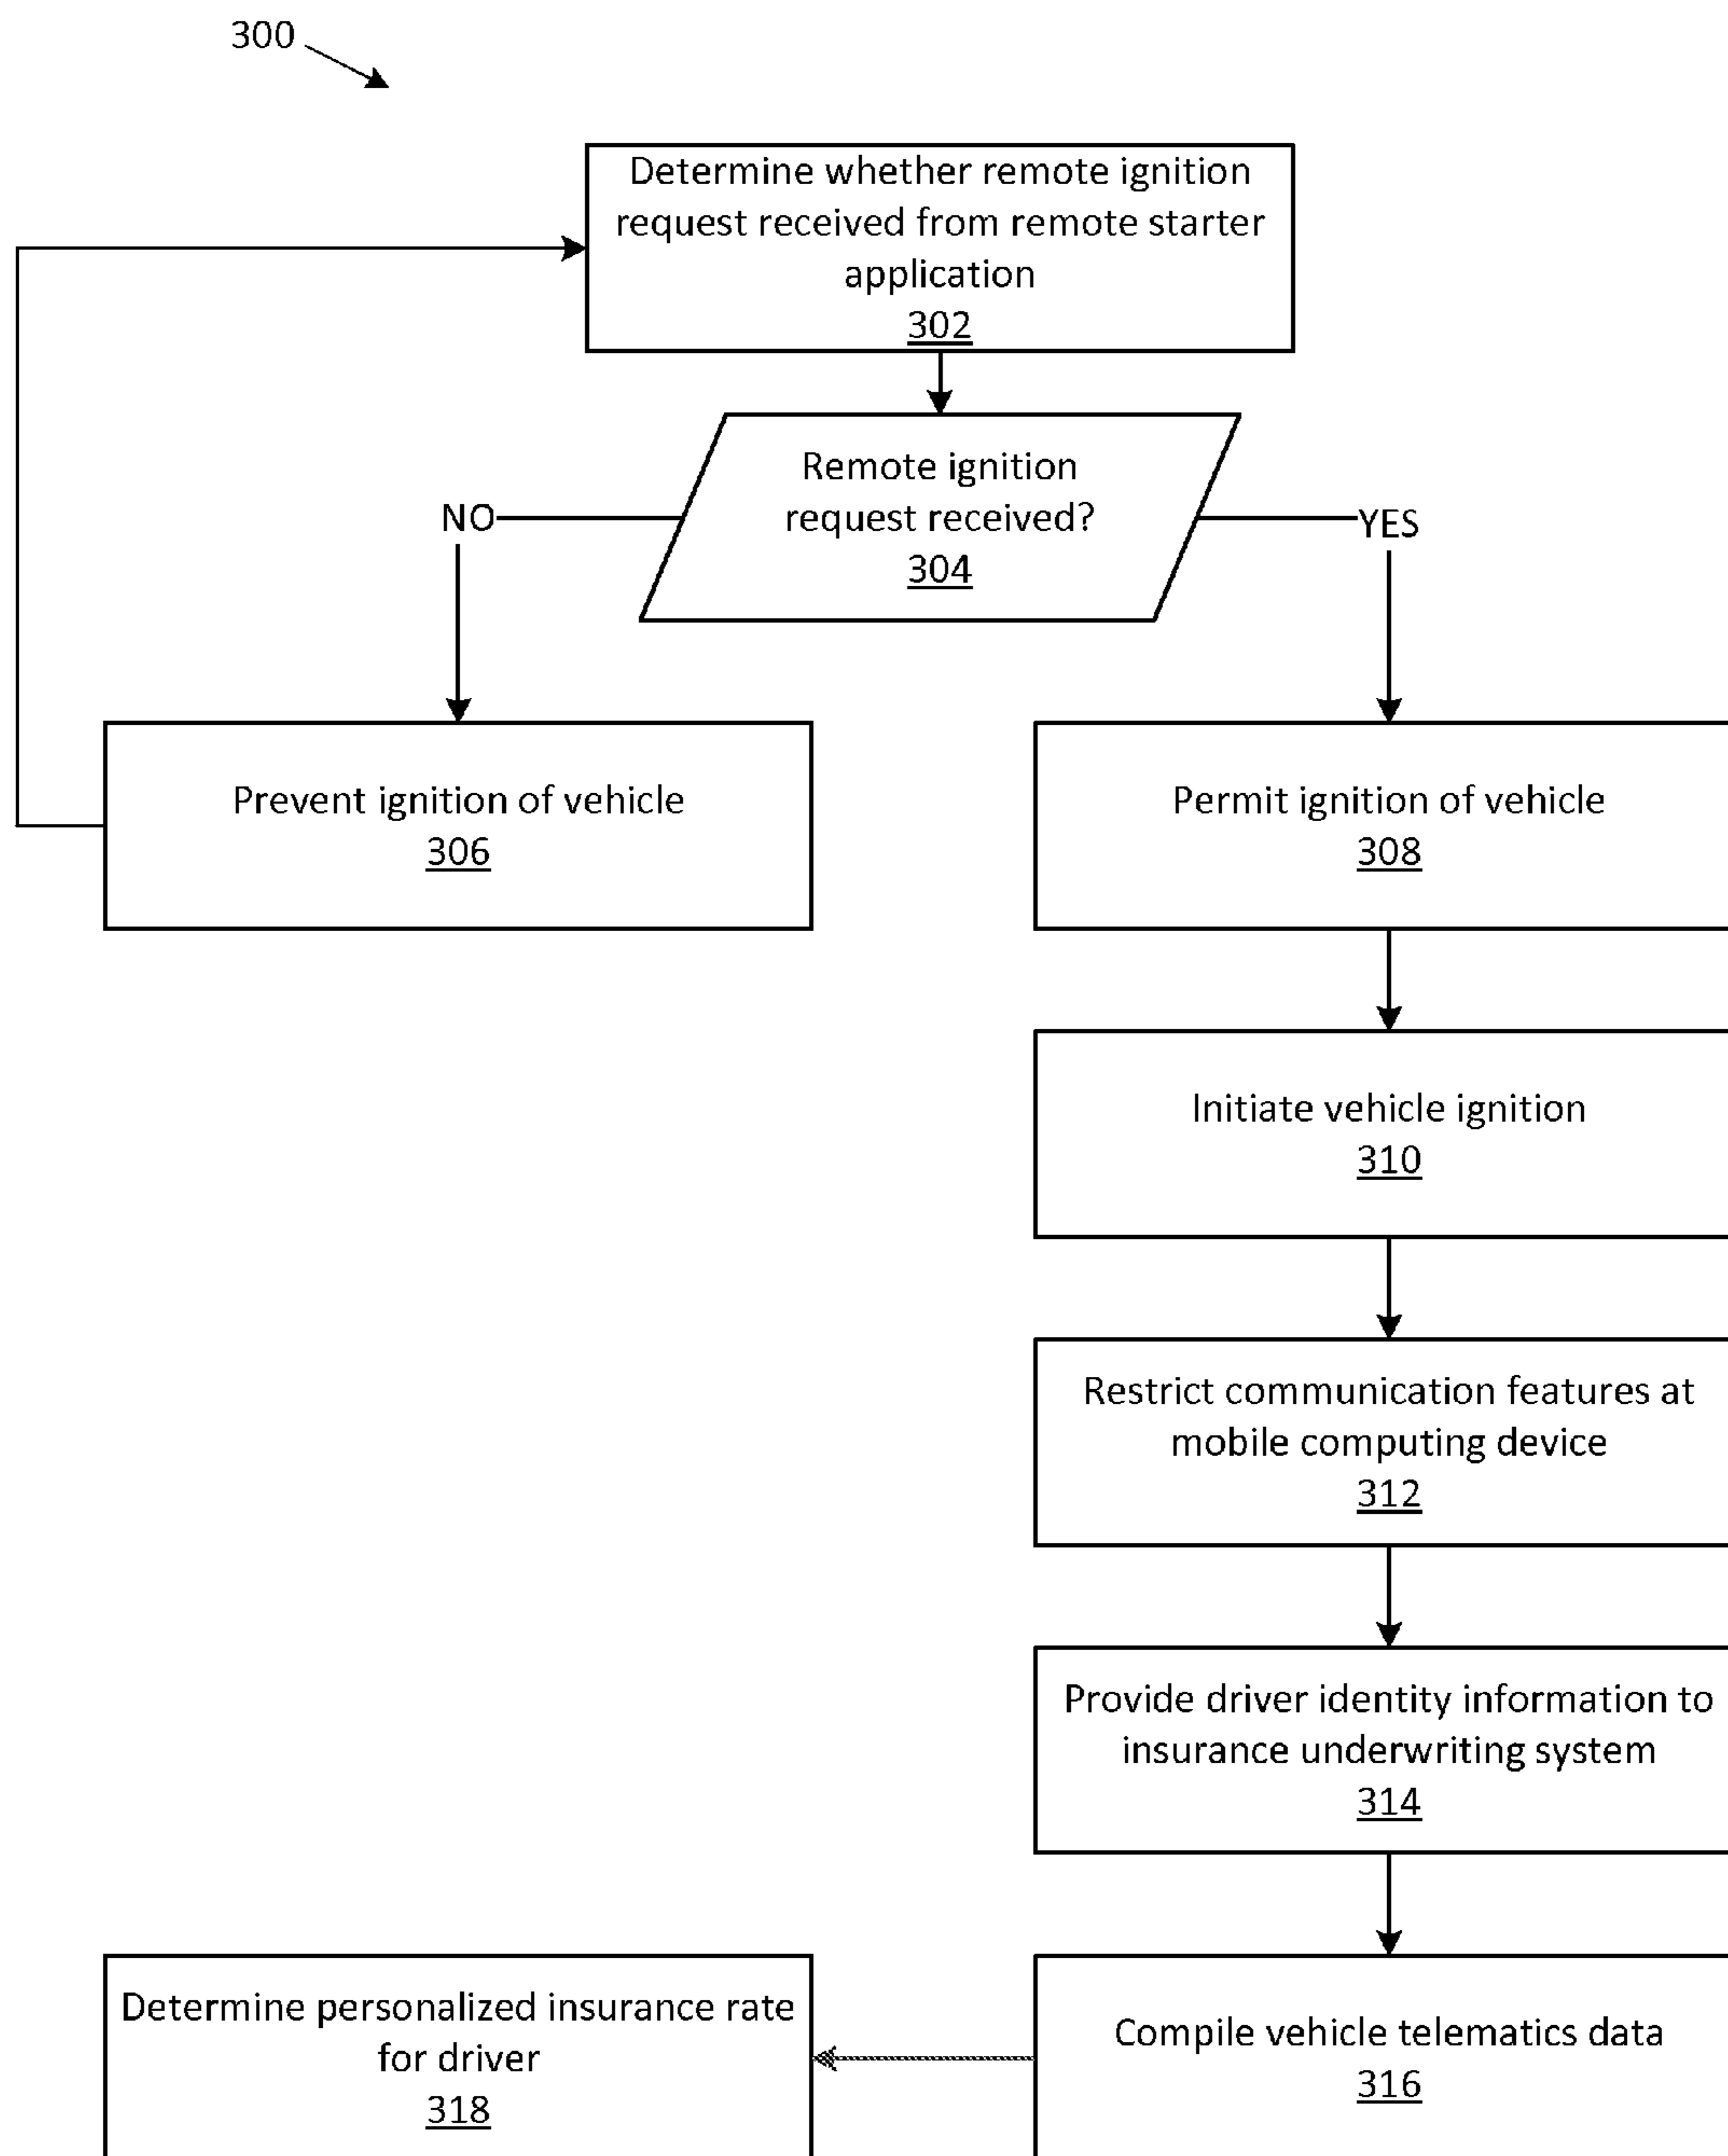 300
Determine whether remote ignition
request received from remote starter
application
302
Remote ignition
request received?
304
NO
YES
Prevent ignition of vehicle
306
Permit ignition of vehicle
308
Initiate vehicle ignition
310
Restrict communication features at
mobile computing device
312
Provide driver identity information to
insurance underwriting system
314
Compile vehicle telematics data
316
Determine personalized insurance rate
for driver
318